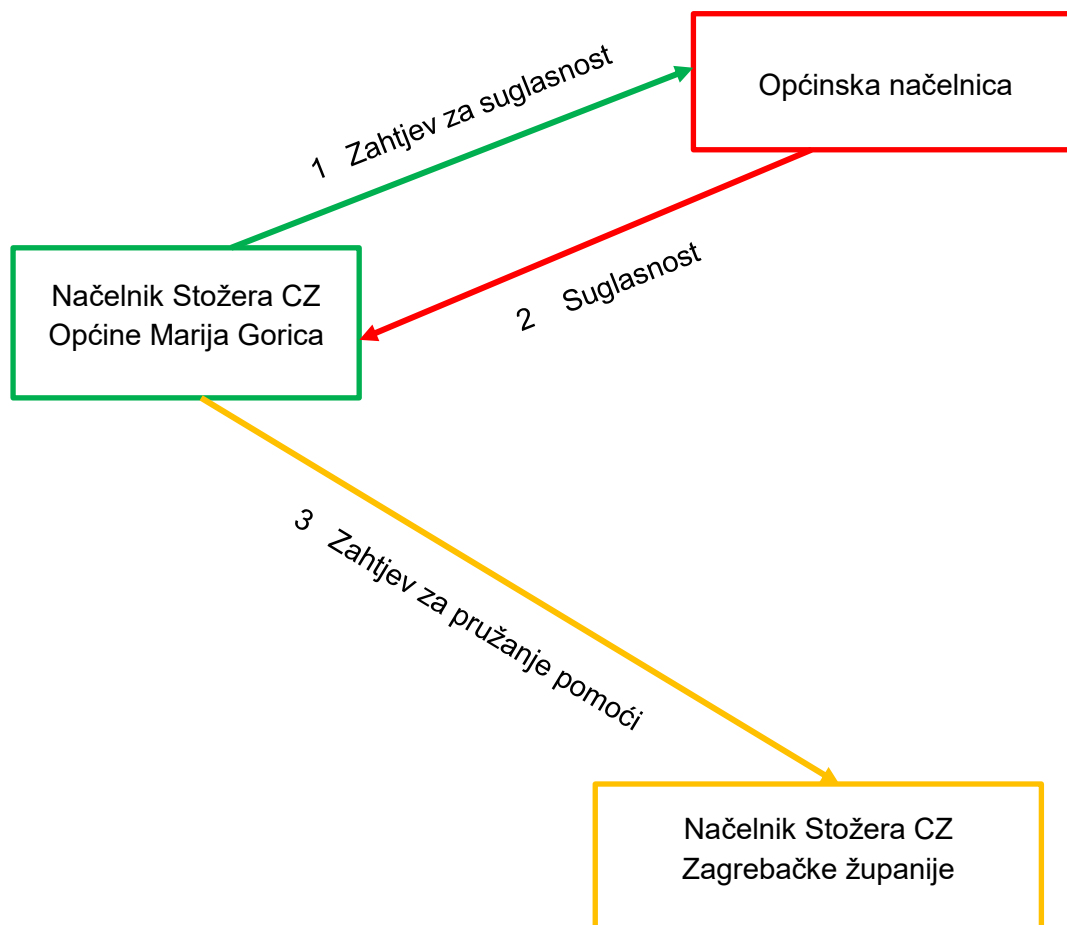 Općinska načelnica
1 Zahtjev za suglasnost
2 Suglasnost
Načelnik Stožera CZ
Općine Marija Gorica
3 Zahtjev za pružanje pomoći
Načelnik Stožera CZ
Zagrebačke županije